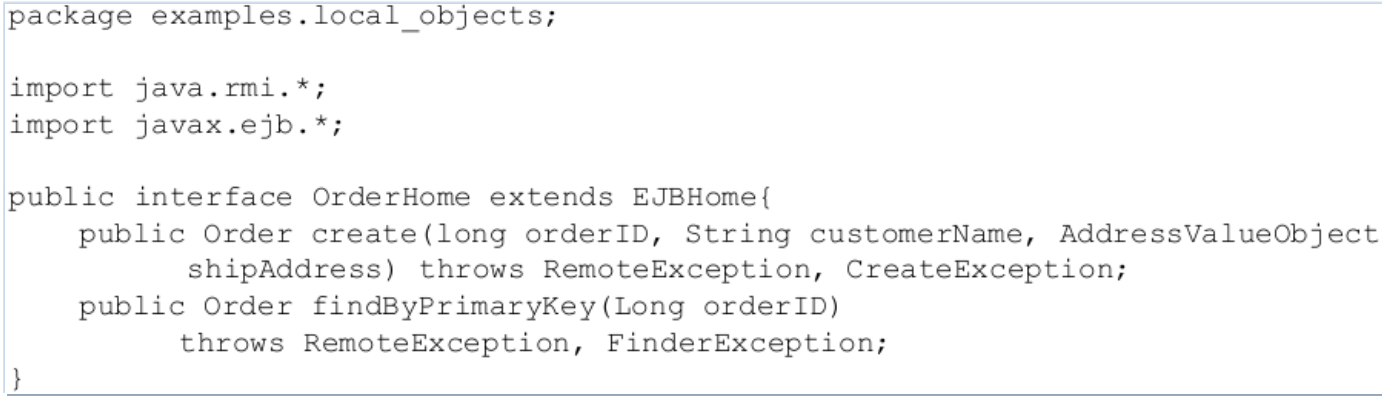 package examples.local_objects;
import java.rmi.*;
import javax.ejb.*;
public interface OrderHome extends EJBHome{
public Order create(long orderID, String customerName, AddressValueObject
shipAddress) throws RemoteException, CreateException;
public Order findByPrimaryKey(Long orderID)
throws RemoteException, FinderException;
}